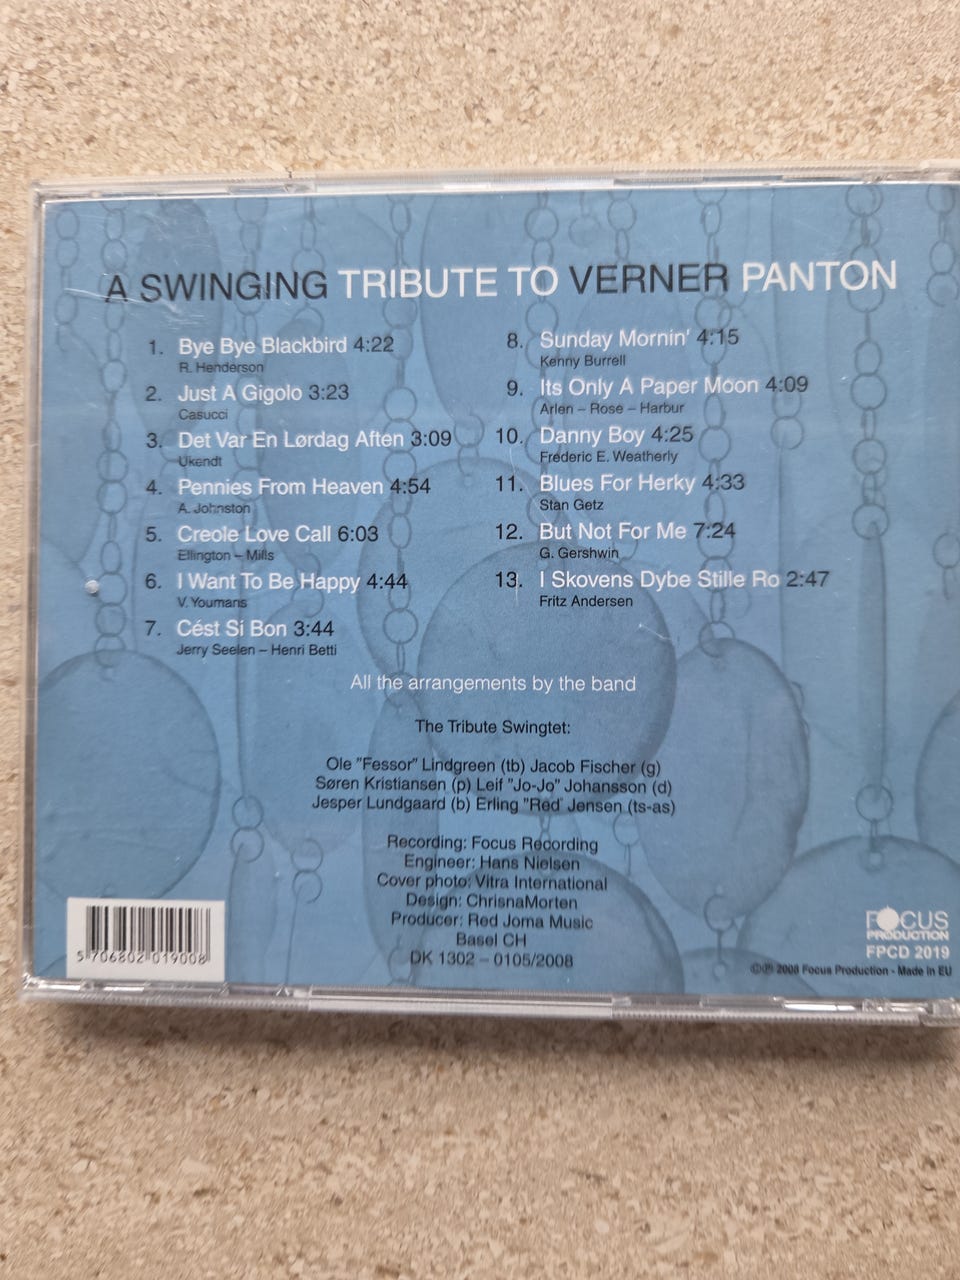 A SWINGING TRIBUTE TO VERNER PANTON
1. Bye Bye Blackbird 4:22
R. Henderson
2. Just A Gigolo 3:23
Casucci
3. Det Var En Lørdag Aften 3:09
Ukendt
4. Pennies From Heaven 4:54
A. Johnston
5. Creole Love Call 6:03
Ellington – Mills
6. I Want To Be Happy 4:44
V. Youmans
7. Cést Si Bon 3:44
Jerry Seelen – Henri Betti
8. Sunday Mornin' 4:15
Kenny Burrell
9. Its Only A Paper Moon 4:09
Arlen – Rose – Harbur
10. Danny Boy 4:25
Frederic E. Weatherly
11. Blues For Herky 4:33
Stan Getz
12. But Not For Me 7:24
G. Gershwin
13. I Skovens Dybe Stille Ro 2:47
Fritz Andersen
All the arrangements by the band
The Tribute Swingtet:
Ole "Fessor" Lindgreen (tb) Jacob Fischer (g)
Søren Kristiansen (p) Leif "Jo-Jo" Johansson (d)
Jesper Lundgaard (b) Erling "Red" Jensen (ts-as)
Recording: Focus Recording
Engineer: Hans Nielsen
Cover photo: Vitra International
Design: ChrisnaMorten
Producer: Red Joma Music
Basel CH
DK 1302 – 0105/2008
5 706802 019008
FOCUS
PRODUCTION
FPCD 2019
©℗ 2008 Focus Production - Made in EU